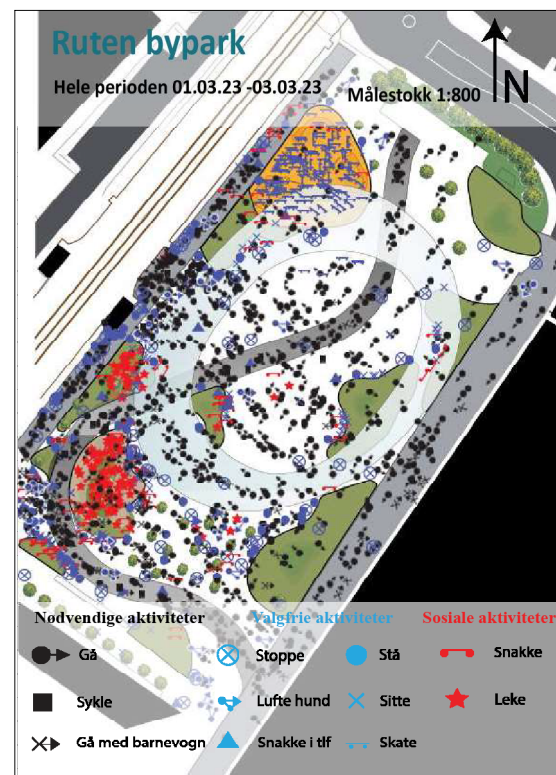 Ruten bypark
Hele perioden 01.03.23 -03.03.23
Målestokk 1:800
N
Nødvendige aktiviteter
Valgfrie aktiviteter
Sosiale aktiviteter
Gå
Stoppe
Stå
Snakke
Sykle
Lufte hund
Sitte
Leke
Gå med barnevogn
Snakke i tlf
Skate